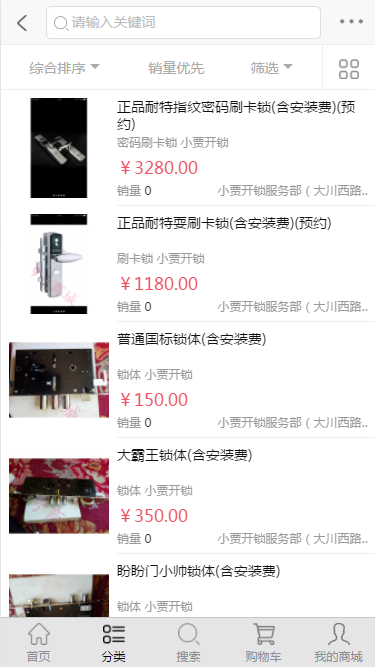 请输入关键词
综合排序 销量优先 筛选
正品耐特指纹密码刷卡锁(含安装费)(预
约)
密码刷卡锁 小贾开锁
￥3280.00
销量 0 小贾开锁服务部（大川西路..
正品耐特耍刷卡锁(含安装费)(预约)
刷卡锁 小贾开锁
￥1180.00
销量 0 小贾开锁服务部（大川西路..
普通国标锁体(含安装费)
锁体 小贾开锁
￥150.00
销量 0 小贾开锁服务部（大川西路..
大霸王锁体(含安装费)
锁体 小贾开锁
￥350.00
销量 0 小贾开锁服务部（大川西路..
盼盼门小帅锁体(含安装费)
锁体 小贾开锁
首页 分类 搜索 购物车 我的商城